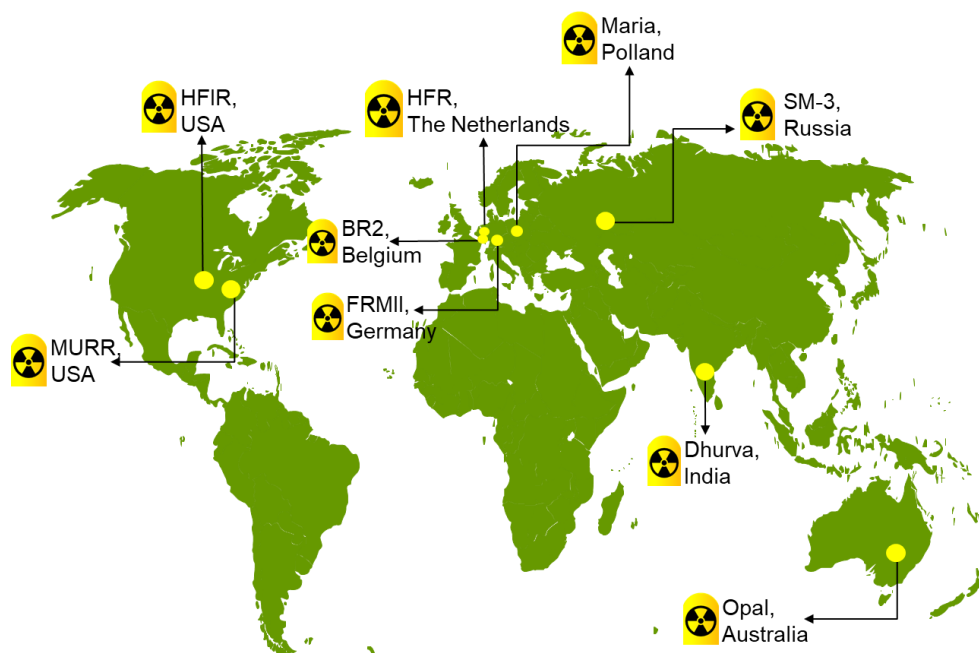 Maria,
Polland
HFIR,
USA
HFR,
The Netherlands
SM-3,
Russia
BR2,
Belgium
FRMII,
Germany
MURR,
USA
Dhurva,
India
Opal,
Australia